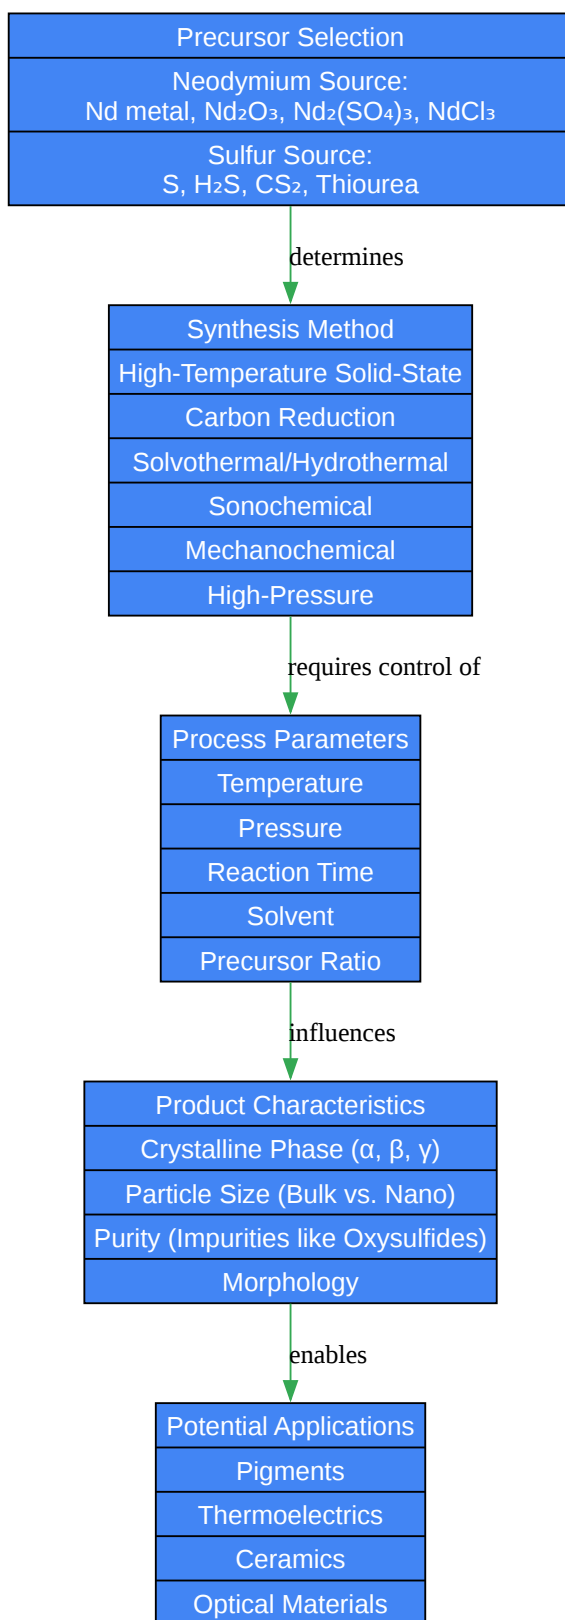 Precursor Selection
Neodymium Source:
Nd metal, Nd₂O₃, Nd₂(SO₄)₃, NdCl₃
Sulfur Source:
S, H₂S, CS₂, Thiourea
determines
Synthesis Method
High-Temperature Solid-State
Carbon Reduction
Solvothermal/Hydrothermal
Sonochemical
Mechanochemical
High-Pressure
requires control of
Process Parameters
Temperature
Pressure
Reaction Time
Solvent
Precursor Ratio
influences
Product Characteristics
Crystalline Phase (α, β, γ)
Particle Size (Bulk vs. Nano)
Purity (Impurities like Oxysulfides)
Morphology
enables
Potential Applications
Pigments
Thermoelectrics
Ceramics
Optical Materials